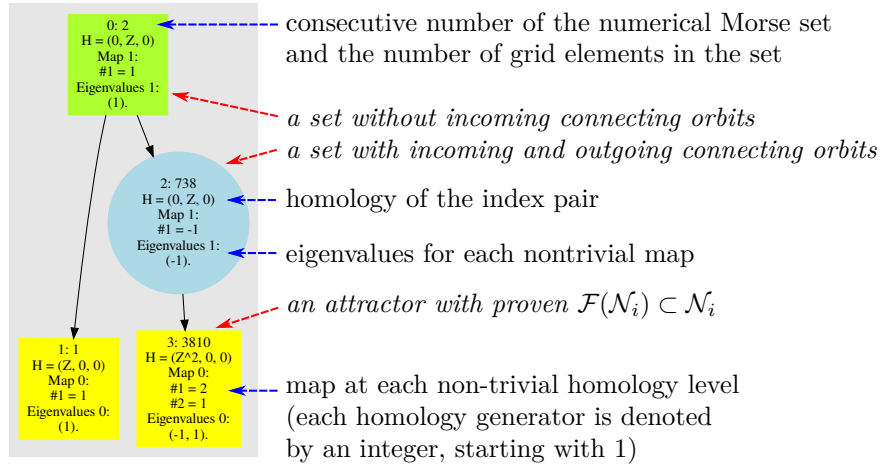 0: 2
H = (0, Z, 0)
Map 1:
#1 = 1
Eigenvalues 1:
(1).
consecutive number of the numerical Morse set
and the number of grid elements in the set
a set without incoming connecting orbits
a set with incoming and outgoing connecting orbits
2: 738
H = (0, Z, 0)
Map 1:
#1 = -1
Eigenvalues 1:
(-1).
homology of the index pair
eigenvalues for each nontrivial map
an attractor with proven 𝓕(𝓝ᵢ) ⊂ 𝓝ᵢ
1: 1
H = (Z, 0, 0)
Map 0:
#1 = 1
Eigenvalues 0:
(1).
3: 3810
H = (Z^2, 0, 0)
Map 0:
#1 = 2
#2 = 1
Eigenvalues 0:
(-1, 1).
map at each non-trivial homology level
(each homology generator is denoted
by an integer, starting with 1)